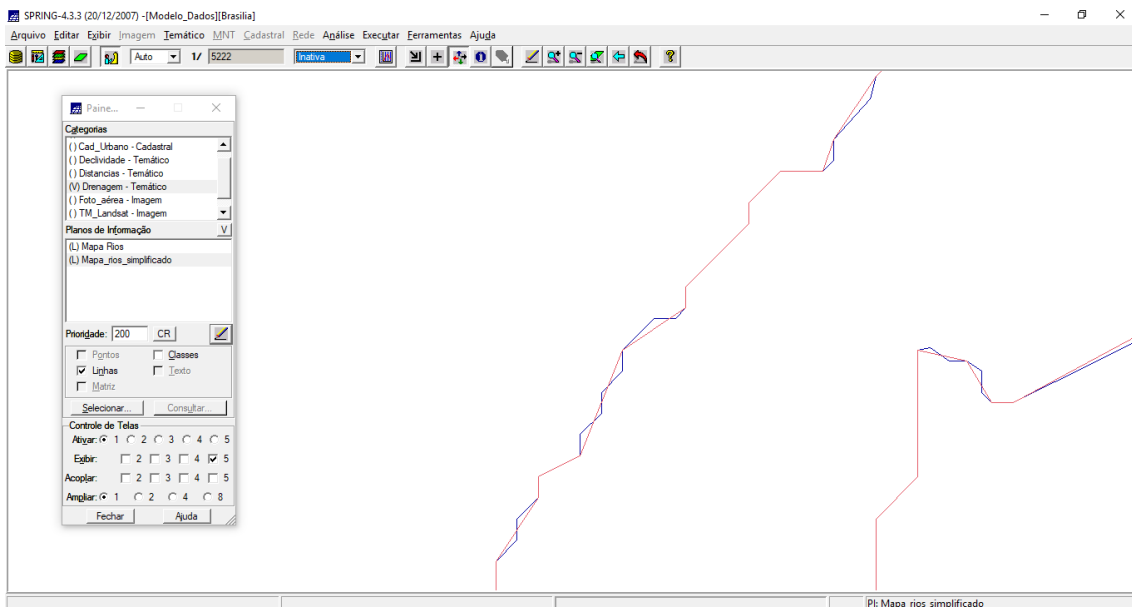 SPRING-4.3.3 (20/12/2007) -[Modelo_Dados][Brasilia]
Arquivo Editar Exibir Imagem Temático MNT Cadastral Rede Análise Executar Ferramentas Ajuda
Auto 1/ 5222 Inativa
Paine...
Categorias
( ) Cad_Urbano - Cadastral
( ) Declividade - Temático
( ) Distancias - Temático
(V) Drenagem - Temático
( ) Foto_aérea - Imagem
( ) TM_Landsat - Imagem
Planos de Informação V
(L) Mapa Rios
(L) Mapa_rios_simplificado
Prioridade: 200 CR
Pontos Classes
Linhas Texto
Matriz
Selecionar... Consultar...
Controle de Telas
Ativar: 1 2 3 4 5
Exibir: 2 3 4 5
Acoplar: 2 3 4 5
Ampliar: 1 2 4 8
Fechar Ajuda
PI: Mapa_rios_simplificado